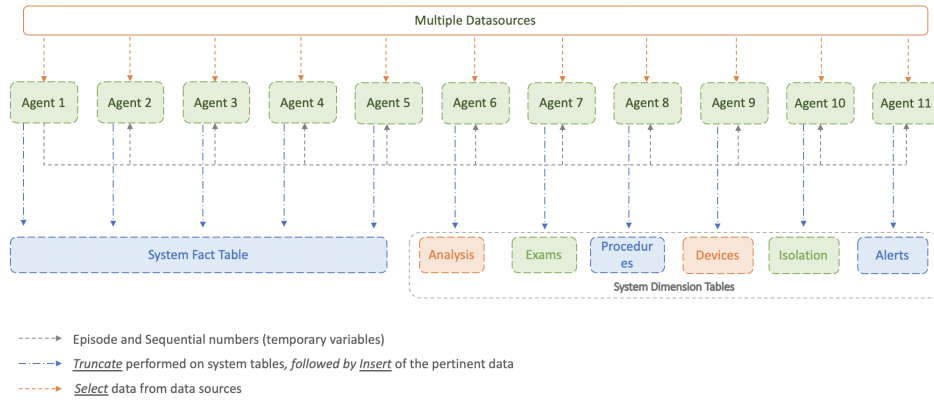 Multiple Datasources
Agent 1
Agent 2
Agent 3
Agent 4
Agent 5
Agent 6
Agent 7
Agent 8
Agent 9
Agent 10
Agent 11
System Fact Table
Analysis
Exams
Procedur
es
Devices
Isolation
Alerts
System Dimension Tables
Episode and Sequential numbers (temporary variables)
Truncate performed on system tables, followed by Insert of the pertinent data
Select data from data sources